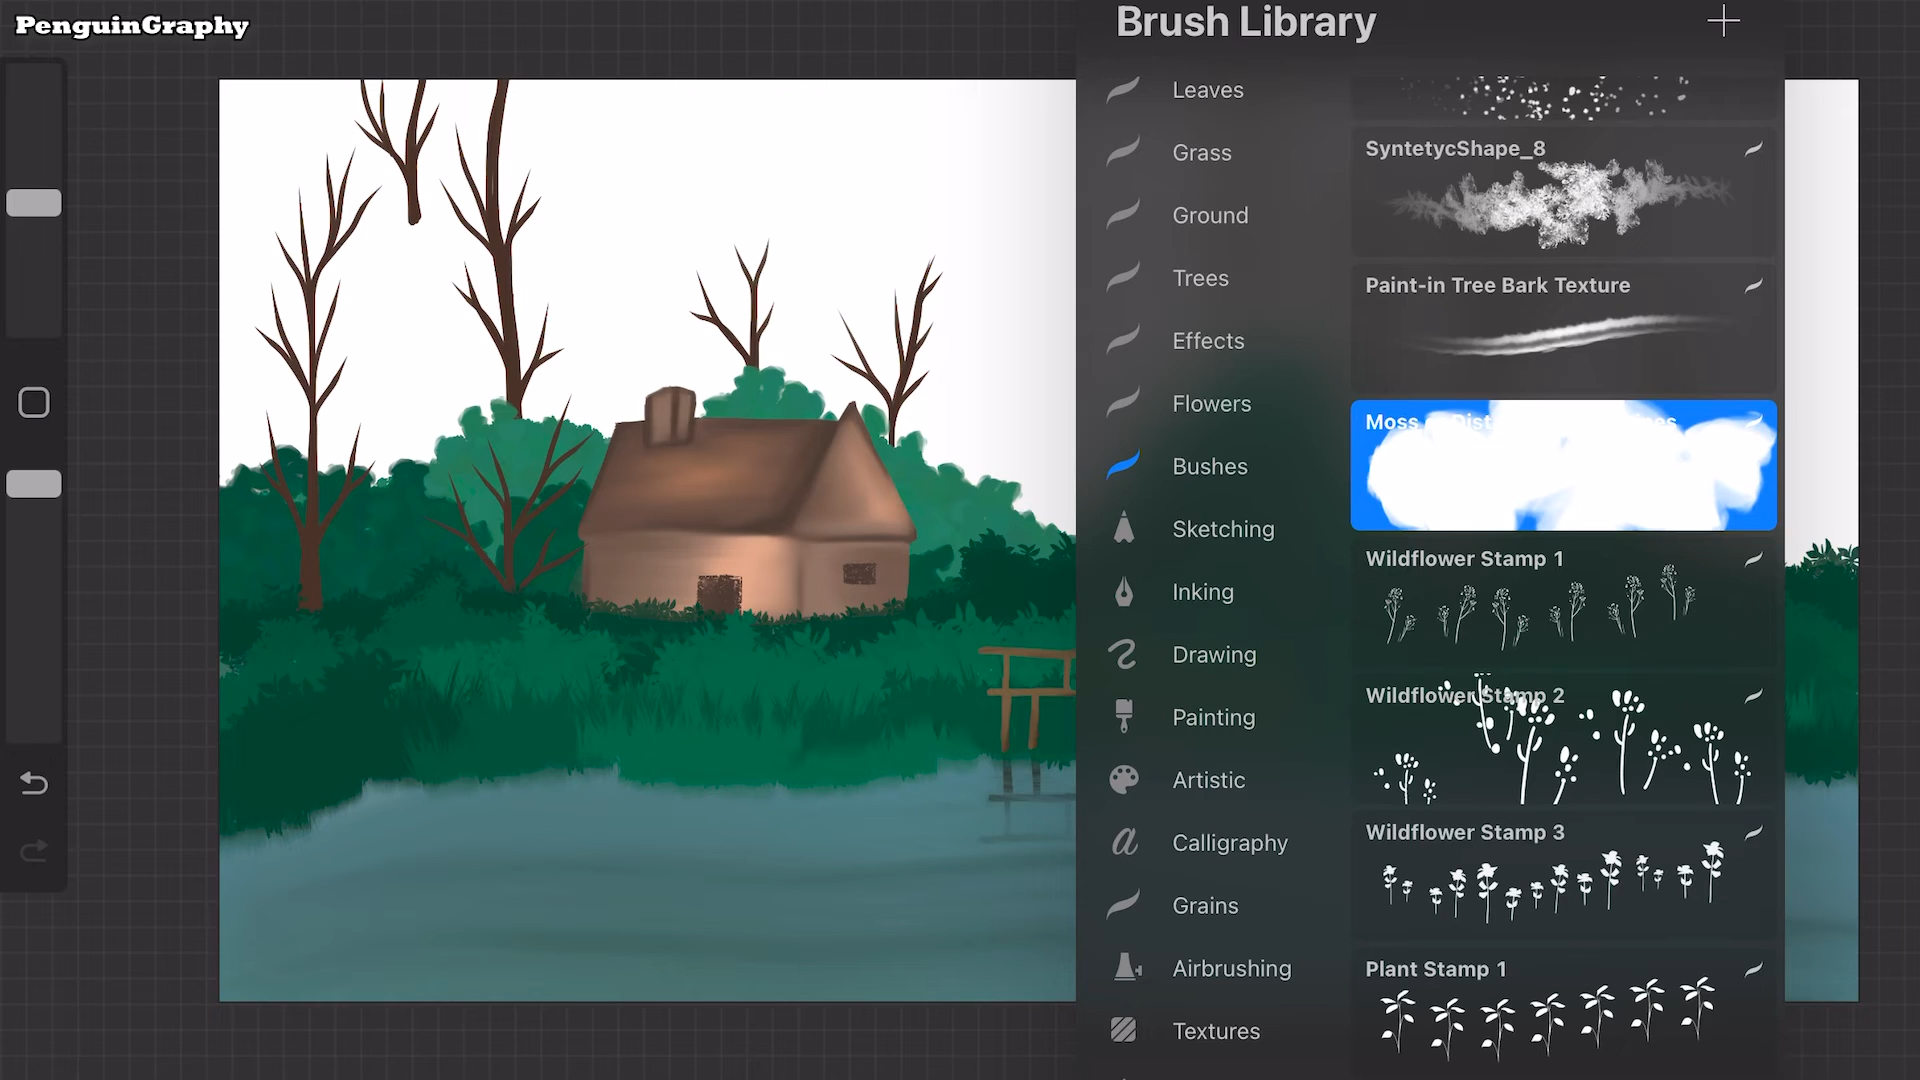 PenguinGraphy
Brush Library
Leaves
Grass
Ground
Trees
Effects
Flowers
Bushes
Sketching
Inking
Drawing
Painting
Artistic
Calligraphy
Grains
Airbrushing
Textures
SyntetycShape_8
Paint-in Tree Bark Texture
Moss
Wildflower Stamp 1
Wildflower Stamp 2
Wildflower Stamp 3
Plant Stamp 1